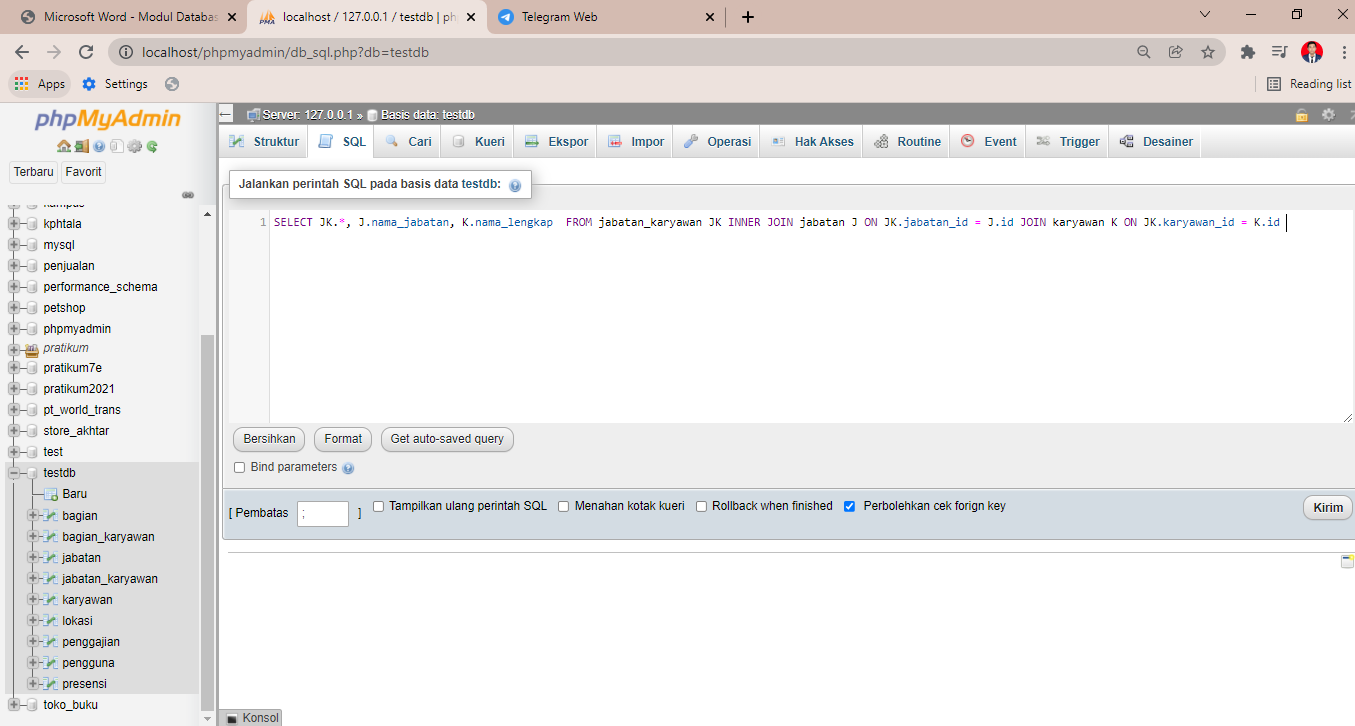 Microsoft Word - Modul Databas
localhost / 127.0.0.1 / testdb | ph
Telegram Web
localhost/phpmyadmin/db_sql.php?db=testdb
Apps
Settings
Reading list
phpMyAdmin
Terbaru
Favorit
kampus
kphtala
mysql
penjualan
performance_schema
petshop
phpmyadmin
pratikum
pratikum7e
pratikum2021
pt_world_trans
store_akhtar
test
testdb
Baru
bagian
bagian_karyawan
jabatan
jabatan_karyawan
karyawan
lokasi
penggajian
pengguna
presensi
toko_buku
Server: 127.0.0.1 » Basis data: testdb
Struktur
SQL
Cari
Kueri
Ekspor
Impor
Operasi
Hak Akses
Routine
Event
Trigger
Desainer
Jalankan perintah SQL pada basis data testdb:
1 SELECT JK.*, J.nama_jabatan, K.nama_lengkap  FROM jabatan_karyawan JK INNER JOIN jabatan J ON JK.jabatan_id = J.id JOIN karyawan K ON JK.karyawan_id = K.id
Bersihkan
Format
Get auto-saved query
Bind parameters
[ Pembatas ; ]
Tampilkan ulang perintah SQL
Menahan kotak kueri
Rollback when finished
Perbolehkan cek forign key
Kirim
Konsol